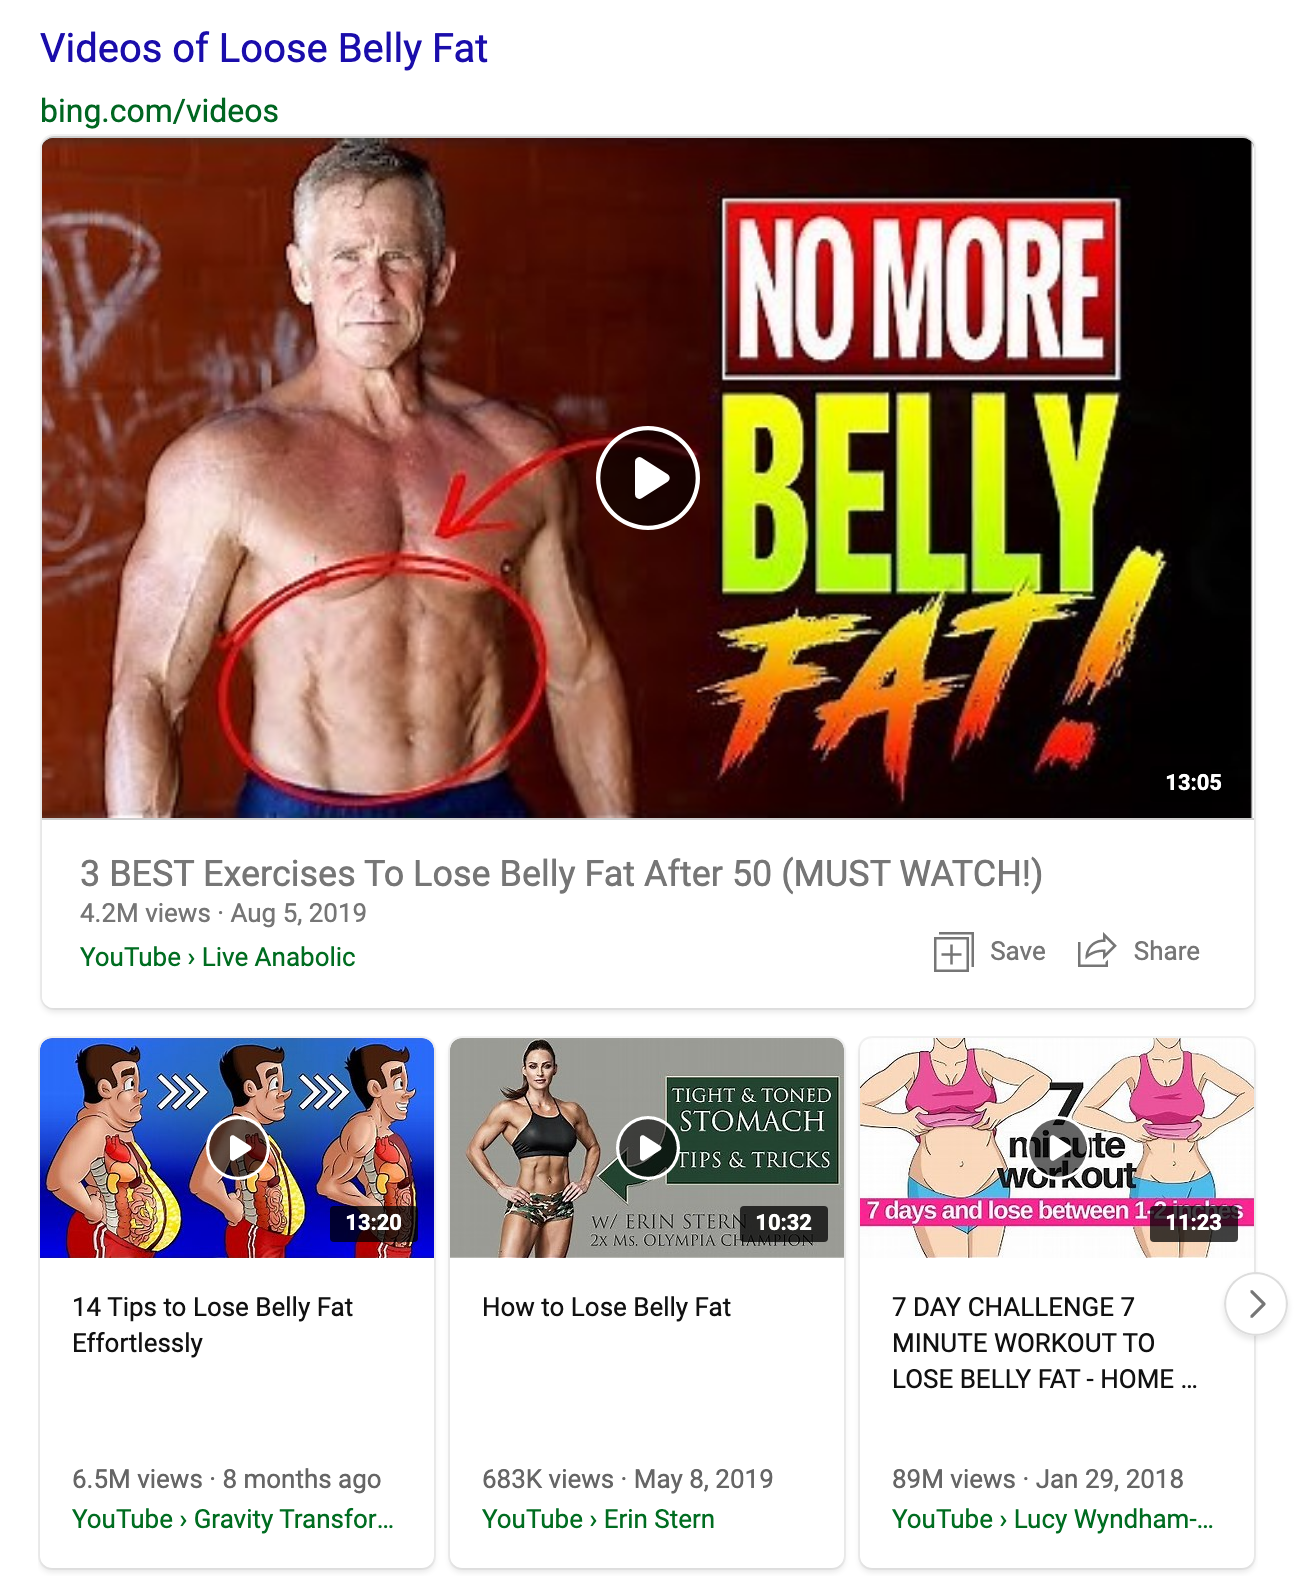 Videos of Loose Belly Fat
bing.com/videos
NO MORE
BELLY
FAT!
13:05
3 BEST Exercises To Lose Belly Fat After 50 (MUST WATCH!)
4.2M views · Aug 5, 2019
YouTube › Live Anabolic
Save
Share
13:20
TIGHT & TONED
STOMACH
TIPS & TRICKS
W/ ERIN STERN
2X MS. OLYMPIA CHAMPION
10:32
7
minute
workout
7 days and lose between 1-2 inches
11:23
14 Tips to Lose Belly Fat
Effortlessly
6.5M views · 8 months ago
YouTube › Gravity Transfor...
How to Lose Belly Fat
683K views · May 8, 2019
YouTube › Erin Stern
7 DAY CHALLENGE 7
MINUTE WORKOUT TO
LOSE BELLY FAT - HOME ...
89M views · Jan 29, 2018
YouTube › Lucy Wyndham-...